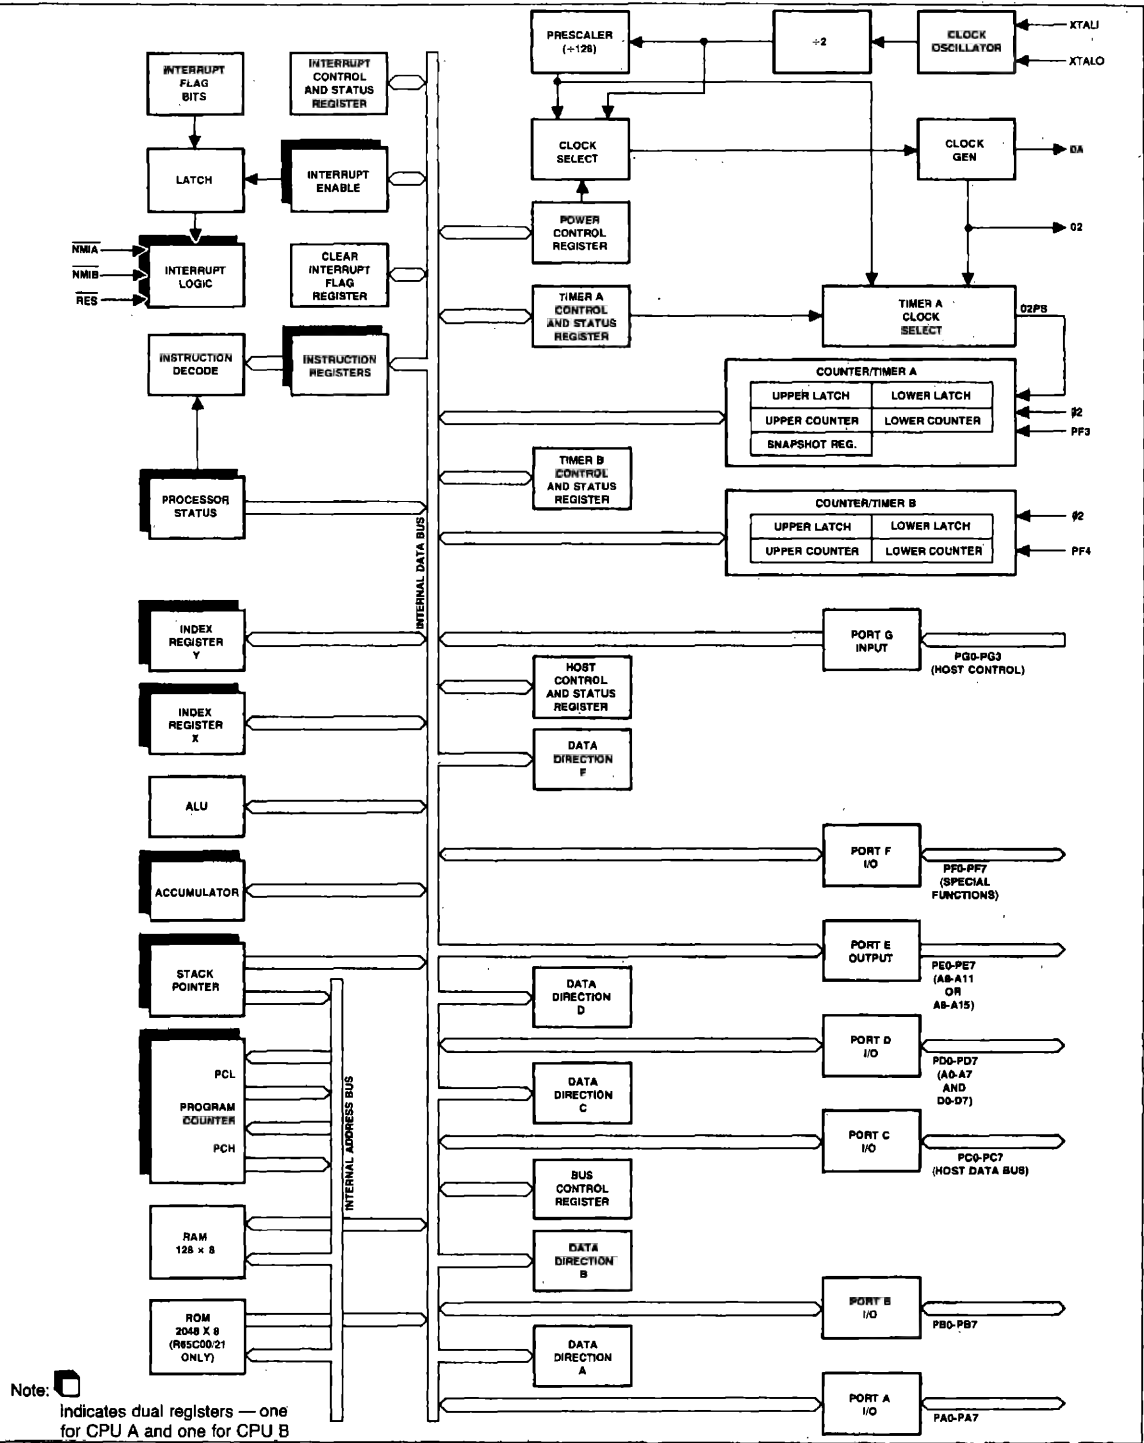 INTERRUPT
FLAG
BITS
INTERRUPT
CONTROL
AND STATUS
REGISTER
PRESCALER
(÷128)
÷2
CLOCK
OSCILLATOR
XTALI
XTALO
LATCH
INTERRUPT
ENABLE
CLOCK
SELECT
CLOCK
GEN
ØA
Ø2
POWER
CONTROL
REGISTER
NMIA
NMIB
RES
INTERRUPT
LOGIC
CLEAR
INTERRUPT
FLAG
REGISTER
TIMER A
CONTROL
AND STATUS
REGISTER
TIMER A
CLOCK
SELECT
Ø2PS
INSTRUCTION
DECODE
INSTRUCTION
REGISTERS
COUNTER/TIMER A
UPPER LATCH
LOWER LATCH
UPPER COUNTER
LOWER COUNTER
SNAPSHOT REG.
Ø2
PF3
PROCESSOR
STATUS
TIMER B
CONTROL
AND STATUS
REGISTER
COUNTER/TIMER B
UPPER LATCH
LOWER LATCH
UPPER COUNTER
LOWER COUNTER
Ø2
PF4
INTERNAL DATA BUS
INDEX
REGISTER
Y
PORT G
INPUT
PG0-PG3
(HOST CONTROL)
HOST
CONTROL
AND STATUS
REGISTER
INDEX
REGISTER
X
DATA
DIRECTION
F
ALU
PORT F
I/O
PF0-PF7
(SPECIAL
FUNCTIONS)
ACCUMULATOR
STACK
POINTER
PORT E
OUTPUT
PE0-PE7
(A8-A11
OR
A8-A15)
DATA
DIRECTION
D
PORT D
I/O
PD0-PD7
(A0-A7
AND
D0-D7)
PCL
PROGRAM
COUNTER
PCH
INTERNAL ADDRESS BUS
DATA
DIRECTION
C
PORT C
I/O
PC0-PC7
(HOST DATA BUS)
BUS
CONTROL
REGISTER
RAM
128 × 8
DATA
DIRECTION
B
ROM
2048 X 8
(R65C00/21
ONLY)
PORT B
I/O
PB0-PB7
DATA
DIRECTION
A
PORT A
I/O
PA0-PA7
Note:
indicates dual registers — one
for CPU A and one for CPU B